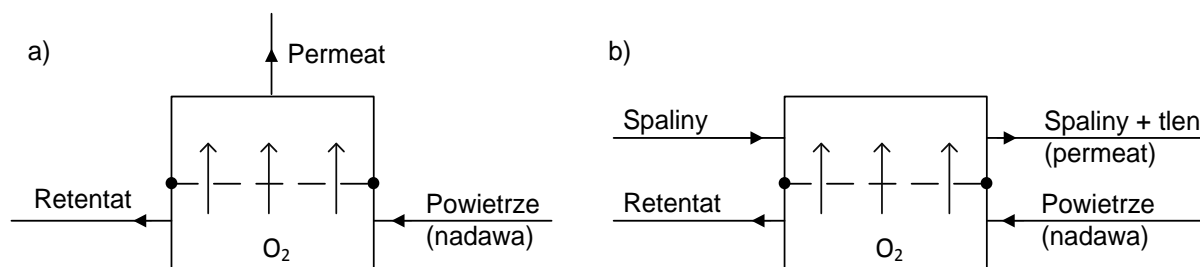 a)
Permeat
Retentat
Powietrze
(nadawa)
O₂
b)
Spaliny
Spaliny + tlen
(permeat)
Retentat
Powietrze
(nadawa)
O₂